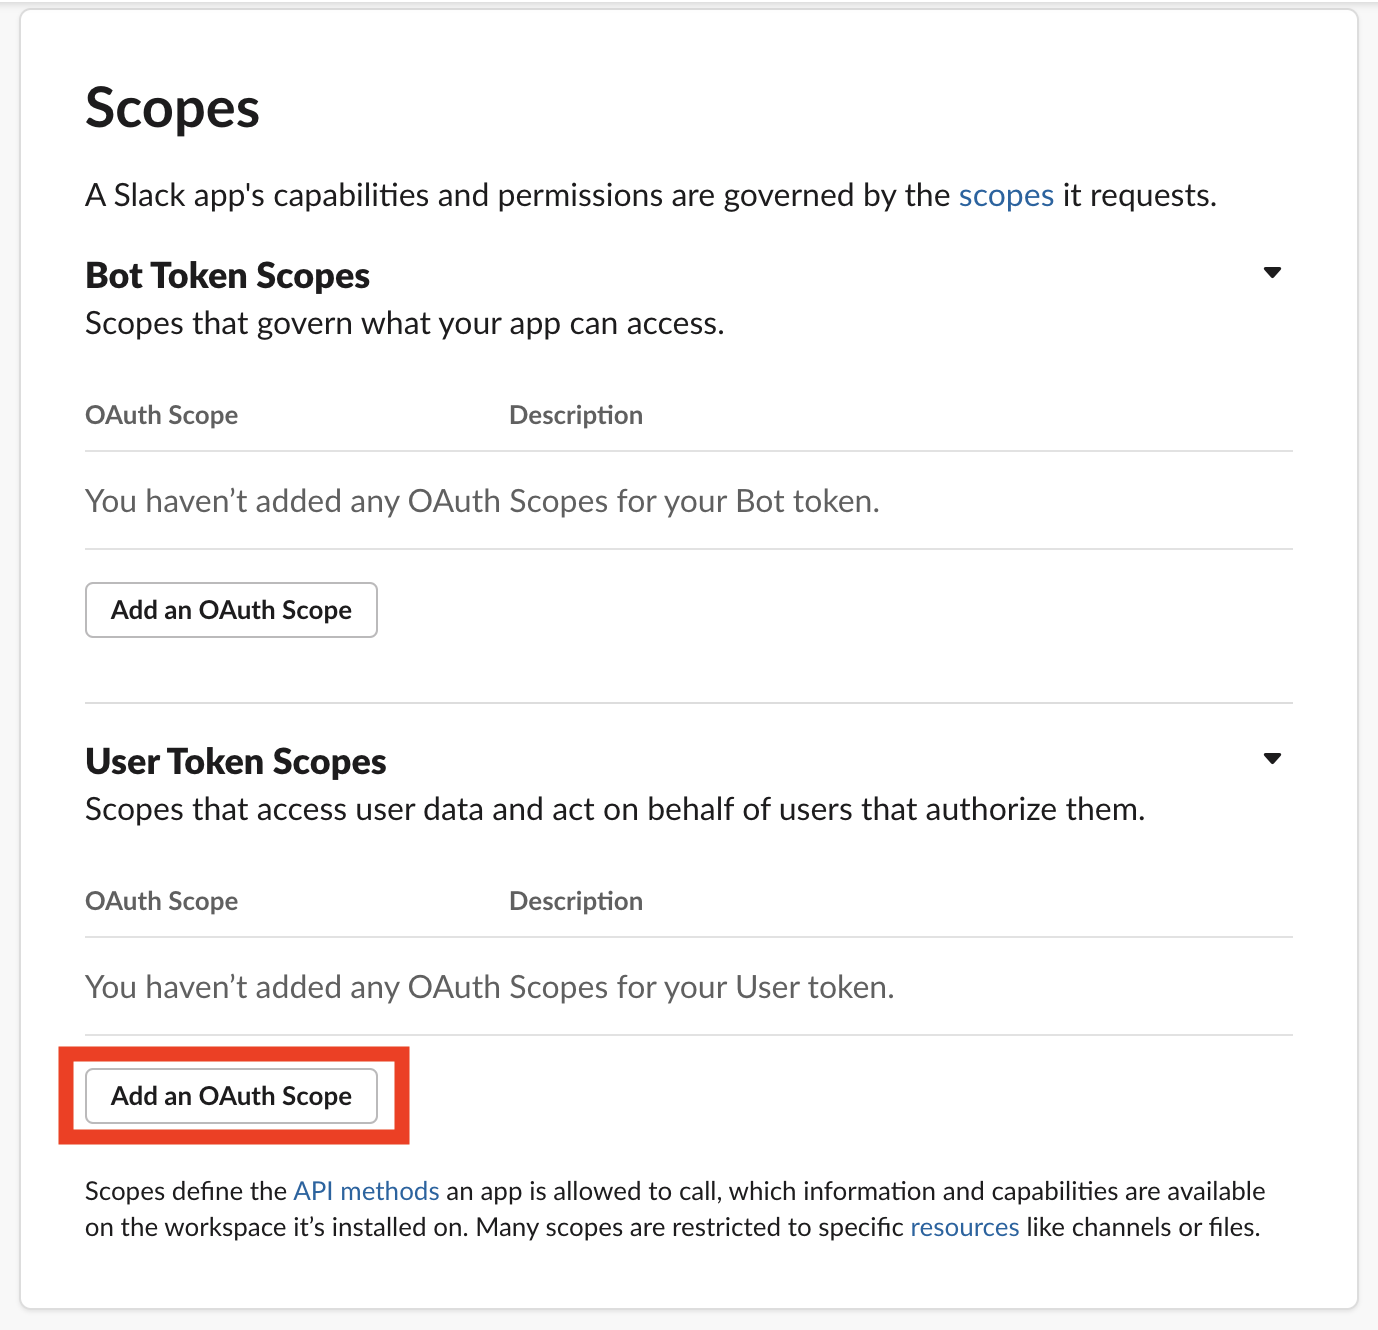 Scopes
A Slack app's capabilities and permissions are governed by the scopes it requests.
Bot Token Scopes
Scopes that govern what your app can access.
OAuth Scope Description
You haven’t added any OAuth Scopes for your Bot token.
Add an OAuth Scope
User Token Scopes
Scopes that access user data and act on behalf of users that authorize them.
OAuth Scope Description
You haven’t added any OAuth Scopes for your User token.
Add an OAuth Scope
Scopes define the API methods an app is allowed to call, which information and capabilities are available
on the workspace it’s installed on. Many scopes are restricted to specific resources like channels or files.